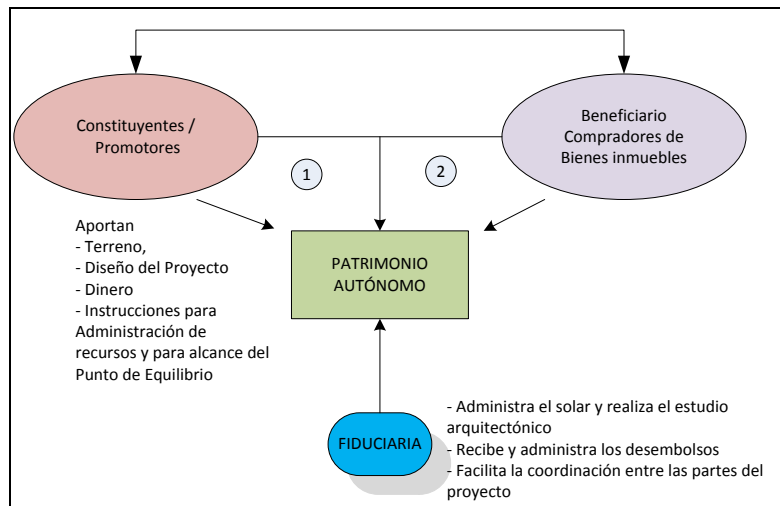 Constituyentes /
Promotores
Beneficiario
Compradores de
Bienes inmuebles
1
2
Aportan
- Terreno,
- Diseño del Proyecto
- Dinero
- Instrucciones para
Administración de
recursos y para alcance del
Punto de Equilibrio
PATRIMONIO
AUTÓNOMO
FIDUCIARIA
- Administra el solar y realiza el estudio
arquitectónico
- Recibe y administra los desembolsos
- Facilita la coordinación entre las partes del
proyecto